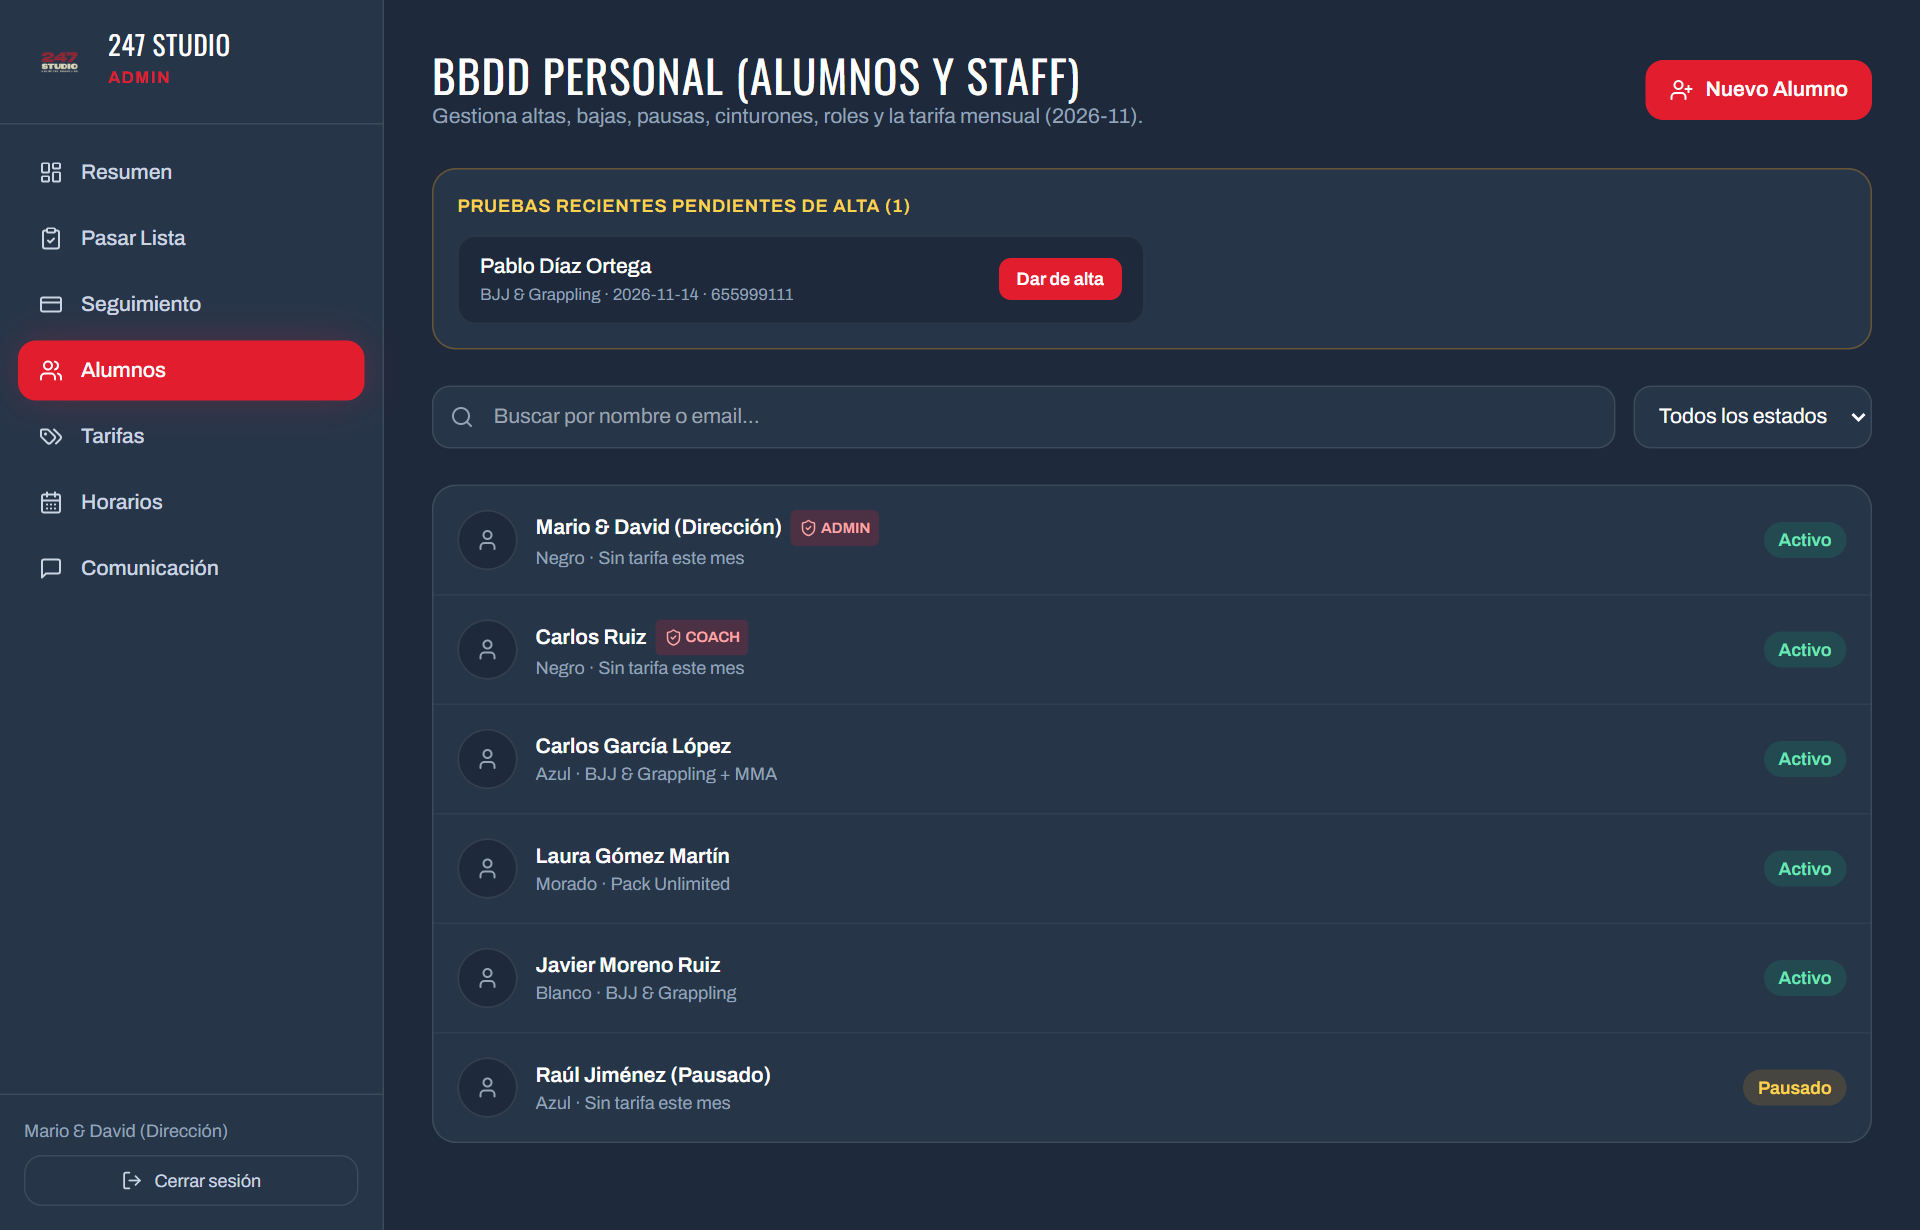 247
STUDIO
247 STUDIO
ADMIN
Resumen
Pasar Lista
Seguimiento
Alumnos
Tarifas
Horarios
Comunicación
Mario & David (Dirección)
Cerrar sesión
BBDD PERSONAL (ALUMNOS Y STAFF)
Gestiona altas, bajas, pausas, cinturones, roles y la tarifa mensual (2026-11).
Nuevo Alumno
PRUEBAS RECIENTES PENDIENTES DE ALTA (1)
Pablo Díaz Ortega
BJJ & Grappling · 2026-11-14 · 655999111
Dar de alta
Buscar por nombre o email...
Todos los estados
Mario & David (Dirección) ADMIN
Negro · Sin tarifa este mes
Activo
Carlos Ruiz COACH
Negro · Sin tarifa este mes
Activo
Carlos García López
Azul · BJJ & Grappling + MMA
Activo
Laura Gómez Martín
Morado · Pack Unlimited
Activo
Javier Moreno Ruiz
Blanco · BJJ & Grappling
Activo
Raúl Jiménez (Pausado)
Azul · Sin tarifa este mes
Pausado